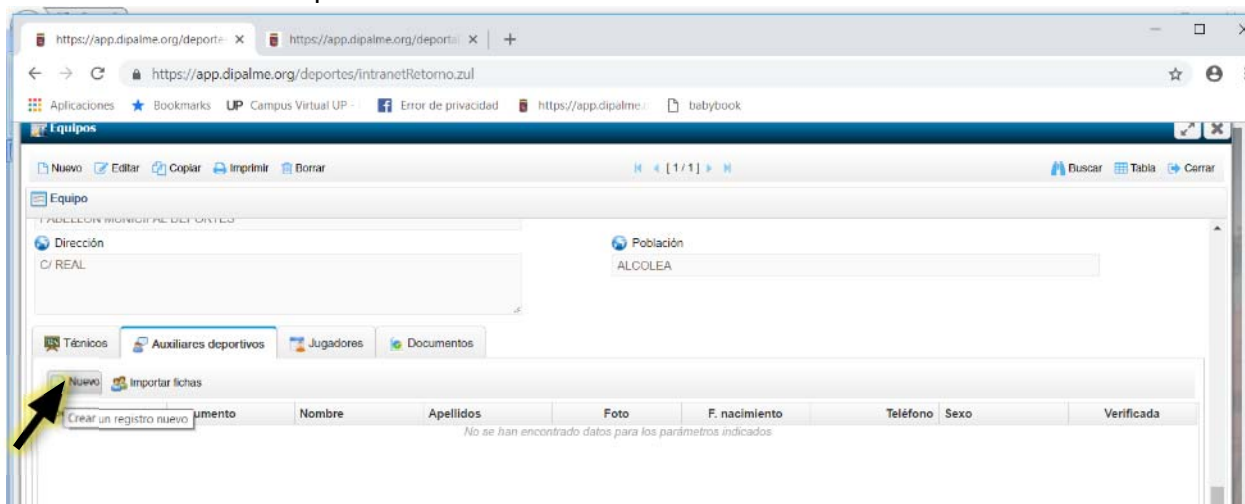 https://app.dipalme.org/deporte
https://app.dipalme.org/deporta
https://app.dipalme.org/deportes/intranetRetorno.zul
Aplicaciones Bookmarks UP Campus Virtual UP - Error de privacidad https://app.dipalme. babybook
Equipos
Nuevo Editar Copiar Imprimir Borrar [ 1 / 1 ] Buscar Tabla Cerrar
Equipo
PABELLON MUNICIPAL DEPORTES
Dirección Población
C/ REAL ALCOLEA
Técnicos Auxiliares deportivos Jugadores Documentos
Nuevo Importar fichas
Nombre Apellidos Foto F. nacimiento Teléfono Sexo Verificada
Crear un registro nuevo
No se han encontrado datos para los parámetros indicados